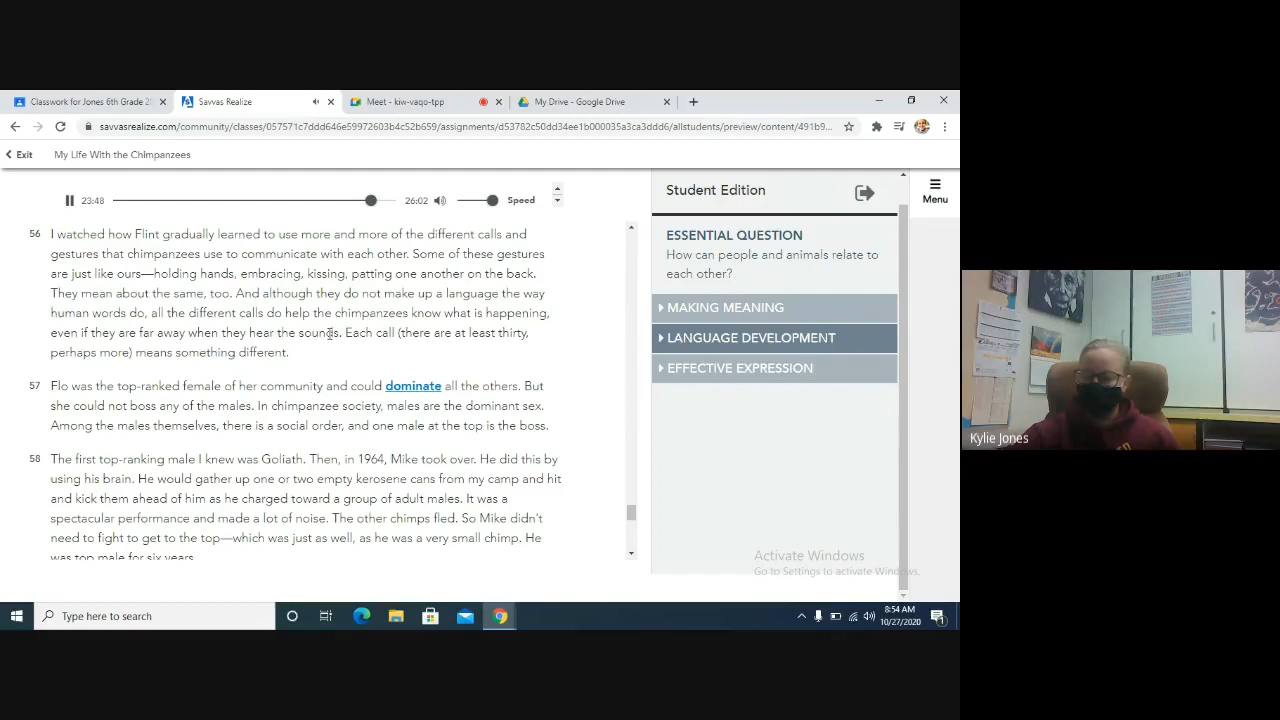 Classwork for Jones 6th Grade 2
Savvas Realize
Meet - kiw-vaqo-tpp
My Drive - Google Drive
savvasrealize.com/community/classes/057571c7ddd646e59972603b4c52b659/assignments/d53782c50dd34ee1b000035a3ca3ddd6/allstudents/preview/content/491b9...
Exit
My Life With the Chimpanzees
23:48
26:02
Speed
56
I watched how Flint gradually learned to use more and more of the different calls and
gestures that chimpanzees use to communicate with each other. Some of these gestures
are just like ours—holding hands, embracing, kissing, patting one another on the back.
They mean about the same, too. And although they do not make up a language the way
human words do, all the different calls do help the chimpanzees know what is happening,
even if they are far away when they hear the sounds. Each call (there are at least thirty,
perhaps more) means something different.
57
Flo was the top-ranked female of her community and could dominate all the others. But
she could not boss any of the males. In chimpanzee society, males are the dominant sex.
Among the males themselves, there is a social order, and one male at the top is the boss.
58
The first top-ranking male I knew was Goliath. Then, in 1964, Mike took over. He did this by
using his brain. He would gather up one or two empty kerosene cans from my camp and hit
and kick them ahead of him as he charged toward a group of adult males. It was a
spectacular performance and made a lot of noise. The other chimps fled. So Mike didn't
need to fight to get to the top—which was just as well, as he was a very small chimp. He
was top male for six years.
Student Edition
Menu
ESSENTIAL QUESTION
How can people and animals relate to
each other?
MAKING MEANING
LANGUAGE DEVELOPMENT
EFFECTIVE EXPRESSION
Activate Windows
Go to Settings to activate Windows.
Type here to search
8:54 AM
10/27/2020
1
Kylie Jones